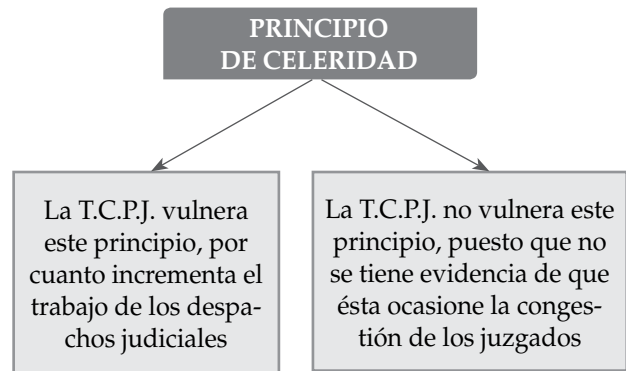 PRINCIPIO
DE CELERIDAD
La T.C.P.J. vulnera
este principio, por
cuanto incrementa el
trabajo de los despa-
chos judiciales
La T.C.P.J. no vulnera este
principio, puesto que no
se tiene evidencia de que
ésta ocasione la conges-
tión de los juzgados